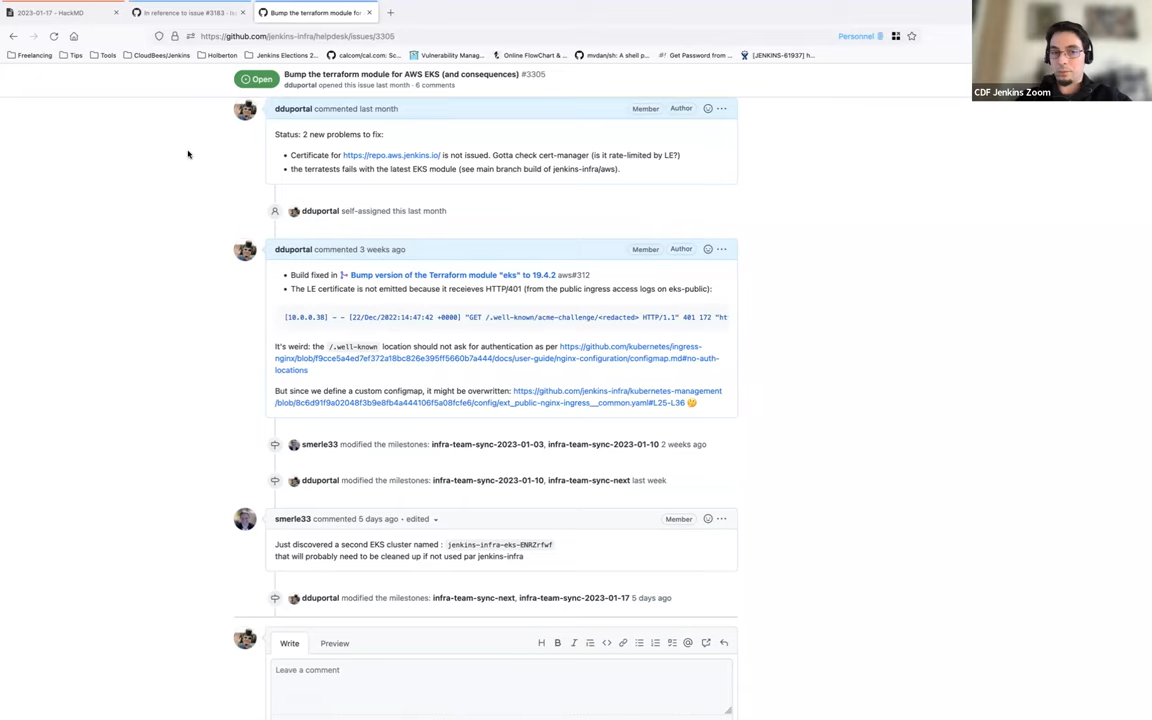 2023-01-17 - HackMD
In reference to issue #3183 · Iss
Bump the terraform module for
https://github.com/jenkins-infra/helpdesk/issues/3305
Personnel
Freelancing
Tips
Tools
CloudBees/Jenkins
Holberton
Jenkins Elections 2...
calcom/cal.com: Sc...
Vulnerability Manag...
Online FlowChart & ...
mvdan/sh: A shell p...
Get Password from ...
[JENKINS-61937] h...
CDF Jenkins Zoom
Open
Bump the terraform module for AWS EKS (and consequences) #3305
dduportal opened this issue last month · 6 comments
dduportal commented last month
Member
Author
Status: 2 new problems to fix:
• Certificate for https://repo.aws.jenkins.io/ is not issued. Gotta check cert-manager (is it rate-limited by LE?)
• the terratests fails with the latest EKS module (see main branch build of jenkins-infra/aws).
dduportal self-assigned this last month
dduportal commented 3 weeks ago
Member
Author
• Build fixed in Bump version of the Terraform module "eks" to 19.4.2 aws#312
• The LE certificate is not emitted because it receieves HTTP/401 (from the public ingress access logs on eks-public):
[10.0.0.38] - - [22/Dec/2022:14:47:42 +0000] "GET /.well-known/acme-challenge/<redacted> HTTP/1.1" 401 172 "ht
It's weird: the /.well-known location should not ask for authentication as per https://github.com/kubernetes/ingress-
nginx/blob/f9cce5a4ed7ef372a18bc826e395ff5660b7a444/docs/user-guide/nginx-configuration/configmap.md#no-auth-
locations
But since we define a custom configmap, it might be overwritten: https://github.com/jenkins-infra/kubernetes-management
/blob/8c6d91f9a02048f3b9e8fb4a444106f5a08fcfe6/config/ext_public-nginx-ingress__common.yaml#L25-L36 🤔
smerle33 modified the milestones: infra-team-sync-2023-01-03, infra-team-sync-2023-01-10 2 weeks ago
dduportal modified the milestones: infra-team-sync-2023-01-10, infra-team-sync-next last week
smerle33 commented 5 days ago · edited
Member
Just discovered a second EKS cluster named : jenkins-infra-eks-ENRZrfwf
that will probably need to be cleaned up if not used par jenkins-infra
dduportal modified the milestones: infra-team-sync-next, infra-team-sync-2023-01-17 5 days ago
Write
Preview
Leave a comment